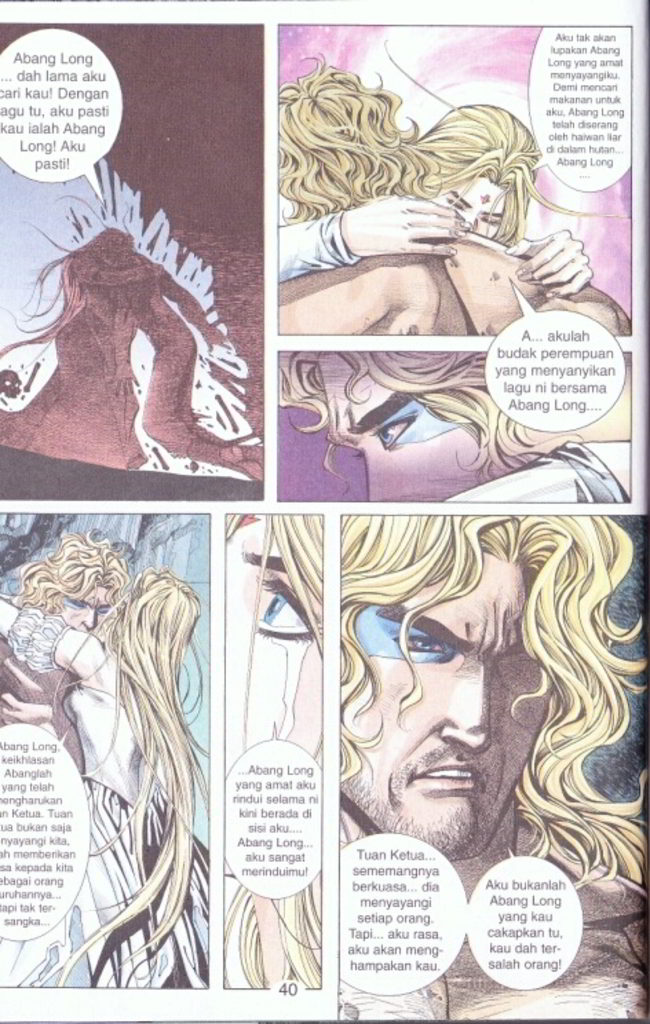 Abang Long
... dah lama aku
cari kau! Dengan
lagu tu, aku pasti
kau ialah Abang
Long! Aku
pasti!
Aku tak akan
lupakan Abang
Long yang amat
menyayangiku.
Demi mencari
makanan untuk
aku, Abang Long
telah diserang
oleh haiwan liar
di dalam hutan...
Abang Long
....
A... akulah
budak perempuan
yang menyanyikan
lagu ni bersama
Abang Long....
Abang Long,
keikhlasan
Abanglah
yang telah
mengharukan
Ketua. Tuan
bukan saja
kita,
memberikan
kepada kita
sebagai orang
suruhannya...
tapi tak ter-
sangka...
...Abang Long
yang amat aku
rindui selama ni
kini berada di
sisi aku....
Abang Long...
aku sangat
merinduimu!
Tuan Ketua...
sememangnya
berkuasa... dia
menyayangi
setiap orang.
Tapi... aku rasa,
aku akan meng-
hampakan kau.
Aku bukanlah
Abang Long
yang kau
cakapkan tu,
kau dah ter-
salah orang!
40